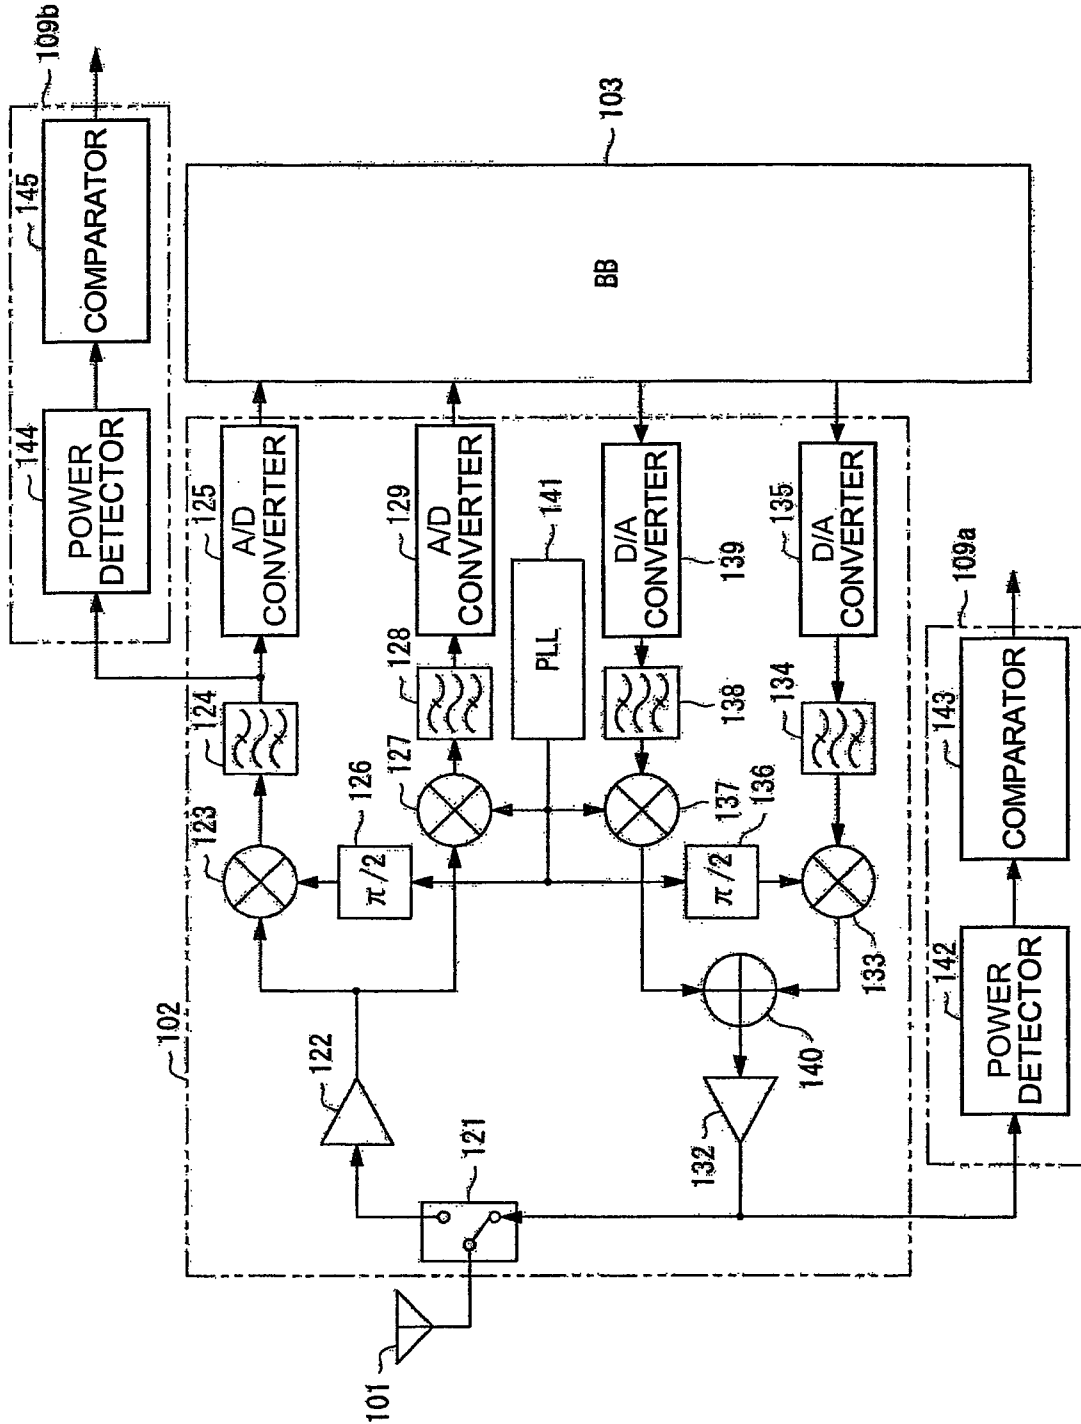 109b
145
COMPARATOR
144
POWER
DETECTOR
103
BB
102
125
A/D
CONVERTER
124
123
126
π/2
129
A/D
CONVERTER
128
127
122
121
101
141
PLL
139
D/A
CONVERTER
138
137
136
π/2
135
D/A
CONVERTER
134
133
140
132
109a
143
COMPARATOR
142
POWER
DETECTOR